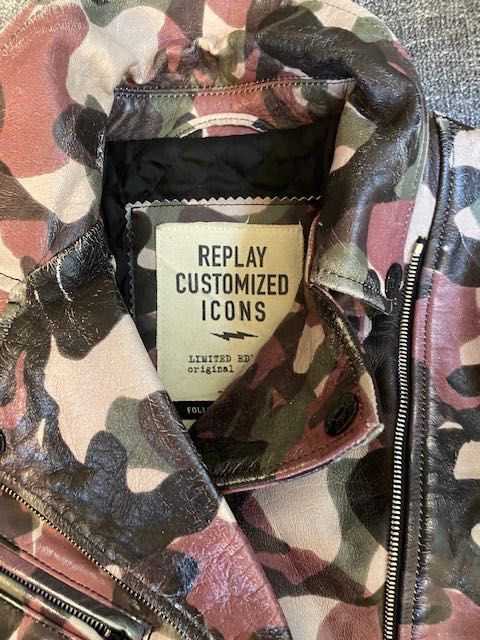 REPLAY
CUSTOMIZED
ICONS
LIMITED
original